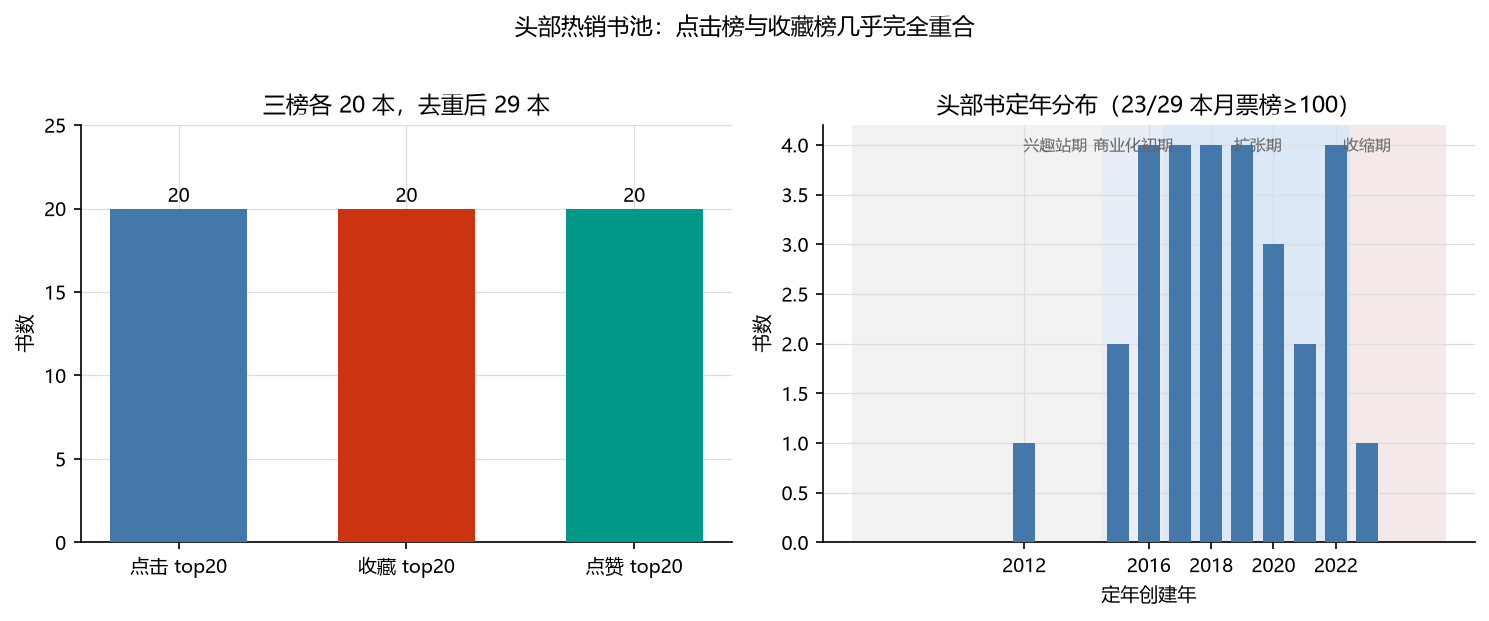 头部热销书池：点击榜与收藏榜几乎完全重合
三榜各 20 本，去重后 29 本
25
20
15
10
5
0
书数
20
20
20
点击 top20
收藏 top20
点赞 top20
头部书定年分布（23/29 本月票榜≥100）
兴趣站期
商业化初期
扩张期
收缩期
4.0
3.5
3.0
2.5
2.0
1.5
1.0
0.5
0.0
书数
2012
2016
2018
2020
2022
定年创建年